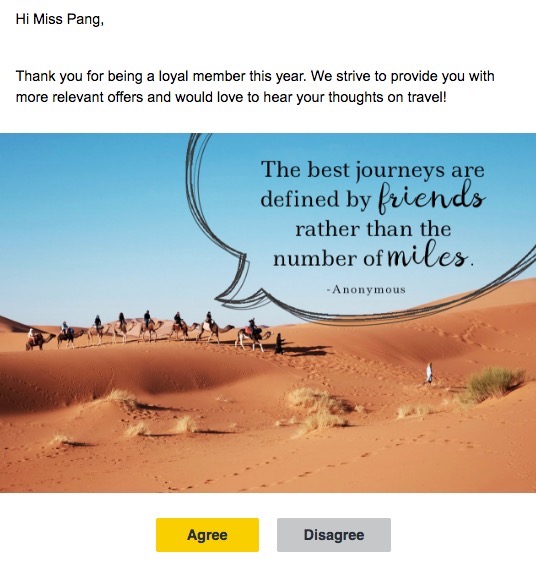 Hi Miss Pang,
Thank you for being a loyal member this year. We strive to provide you with
more relevant offers and would love to hear your thoughts on travel!
The best journeys are
defined by friends
rather than the
number of miles.
-Anonymous
Agree
Disagree